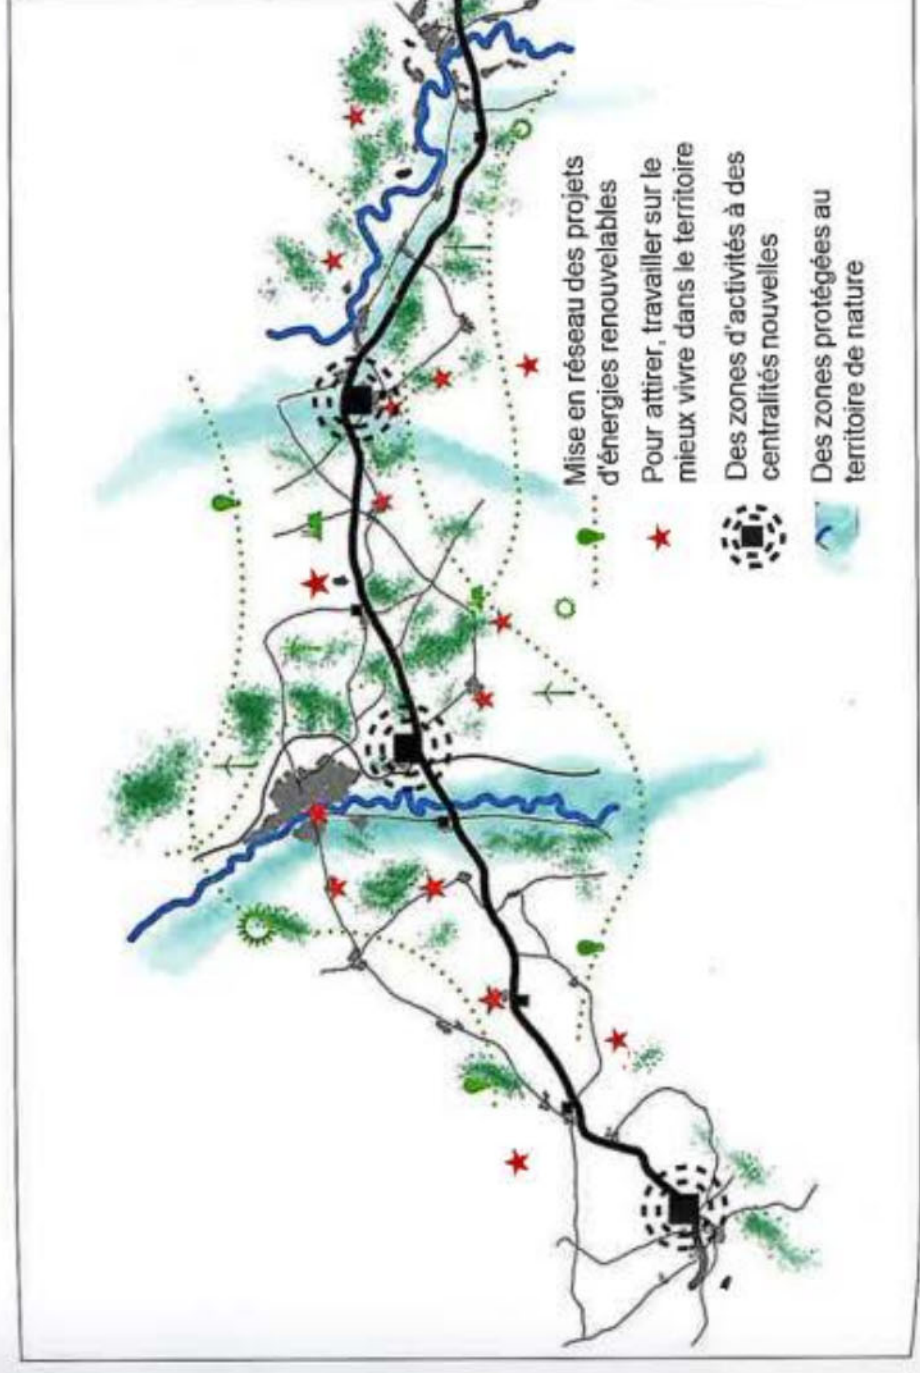 Mise en réseau des projets
d'énergies renouvelables
Pour attirer, travailler sur le
mieux vivre dans le territoire
Des zones d'activités à des
centralités nouvelles
Des zones protégées au
territoire de nature